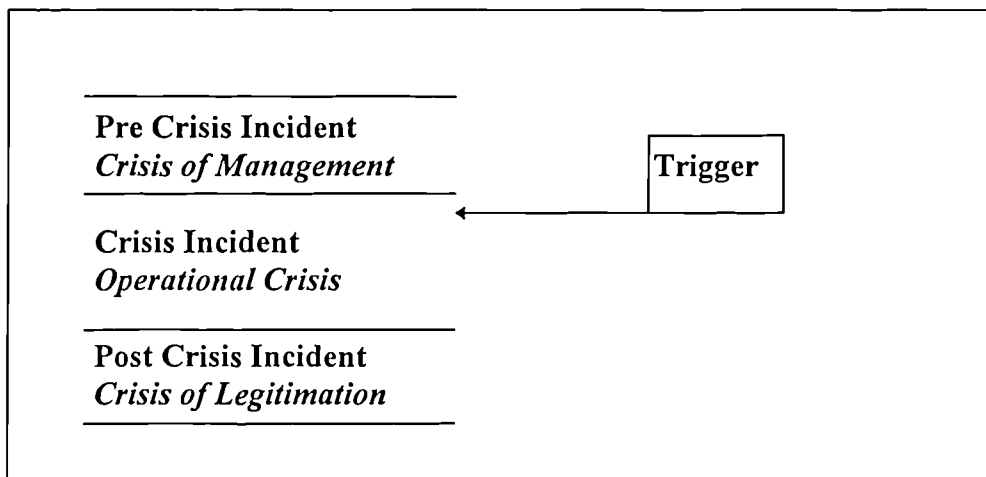 Pre Crisis Incident
Crisis of Management
Trigger
Crisis Incident
Operational Crisis
Post Crisis Incident
Crisis of Legitimation